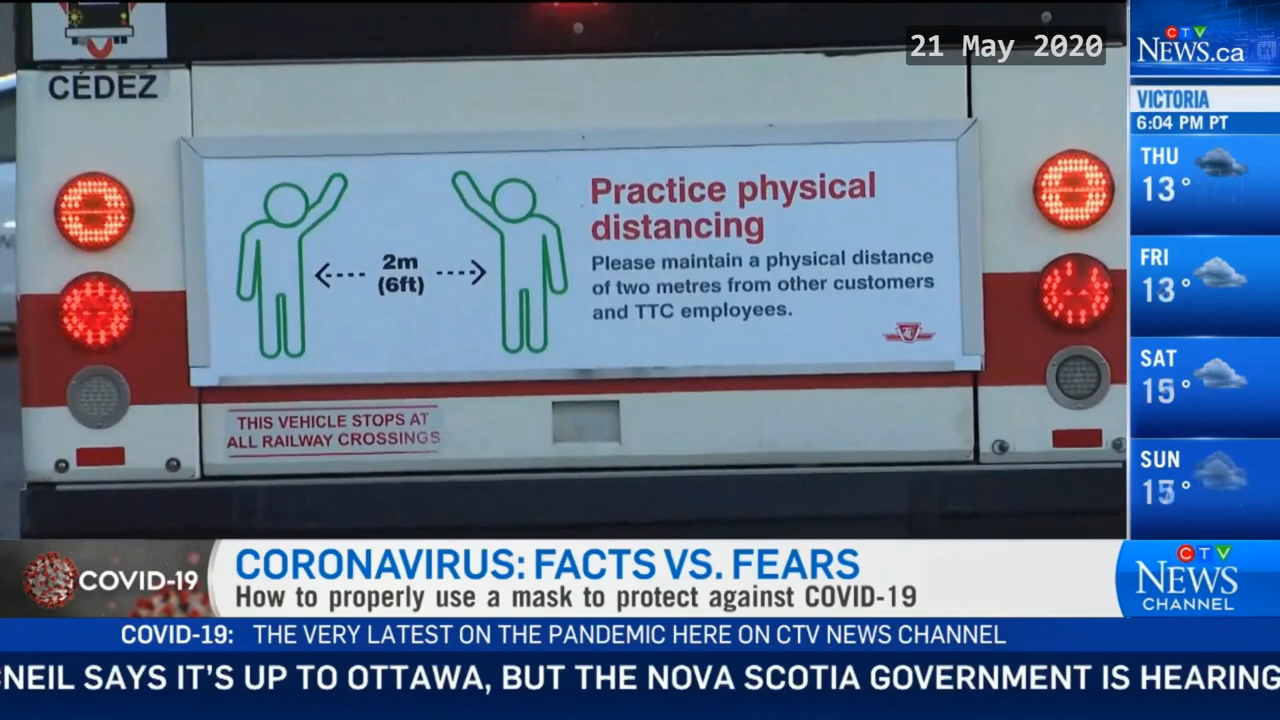 21 May 2020
CÉDEZ
Practice physical
distancing
Please maintain a physical distance
of two metres from other customers
and TTC employees.
2m
(6ft)
THIS VEHICLE STOPS AT
ALL RAILWAY CROSSINGS
CTV
NEWS.ca
VICTORIA
6:04 PM PT
THU
13°
FRI
13°
SAT
15°
SUN
15°
COVID-19
CORONAVIRUS: FACTS VS. FEARS
How to properly use a mask to protect against COVID-19
CTV
NEWS
CHANNEL
COVID-19: THE VERY LATEST ON THE PANDEMIC HERE ON CTV NEWS CHANNEL
NEIL SAYS IT'S UP TO OTTAWA, BUT THE NOVA SCOTIA GOVERNMENT IS HEARING